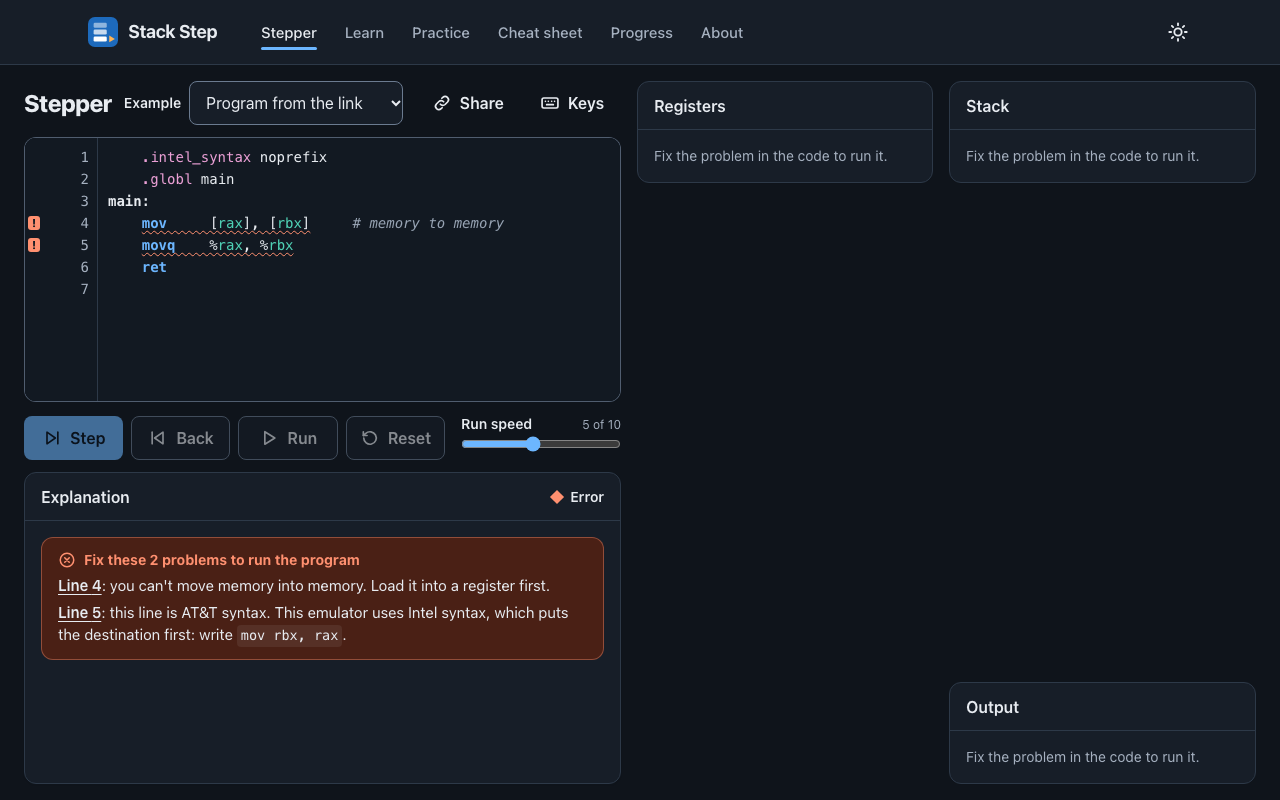 Stack Step
Stepper
Learn
Practice
Cheat sheet
Progress
About
Stepper
Example
Program from the link
Share
Keys
1 .intel_syntax noprefix
2 .globl main
3 main:
! 4 mov [rax], [rbx] # memory to memory
! 5 movq %rax, %rbx
6 ret
7
Step
Back
Run
Reset
Run speed
5 of 10
Explanation
Error
Fix these 2 problems to run the program
Line 4: you can't move memory into memory. Load it into a register first.
Line 5: this line is AT&T syntax. This emulator uses Intel syntax, which puts
the destination first: write mov rbx, rax.
Registers
Fix the problem in the code to run it.
Stack
Fix the problem in the code to run it.
Output
Fix the problem in the code to run it.